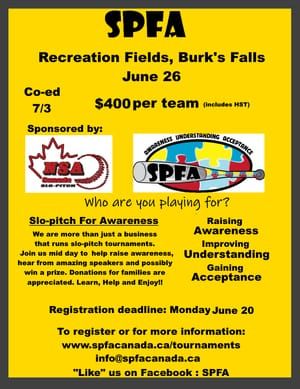 SPFA
Recreation Fields, Burk's Falls
June 26
Co-ed
7/3
$400 per team (includes HST)
Sponsored by:
NSA
SLO-PITCH
AWARENESS UNDERSTANDING ACCEPTANCE
SPFA
Who are you playing for?
Slo-pitch For Awareness
We are more than just a business
that runs slo-pitch tournaments.
Join us mid day to help raise awareness,
hear from amazing speakers and possibly
win a prize. Donations for families are
appreciated. Learn, Help and Enjoy!!
Raising
Awareness
Improving
Understanding
Gaining
Acceptance
Registration deadline: Monday June 20
To register or for more information:
www.spfacanada.ca/tournaments
info@spfacanada.ca
"Like" us on Facebook : SPFA